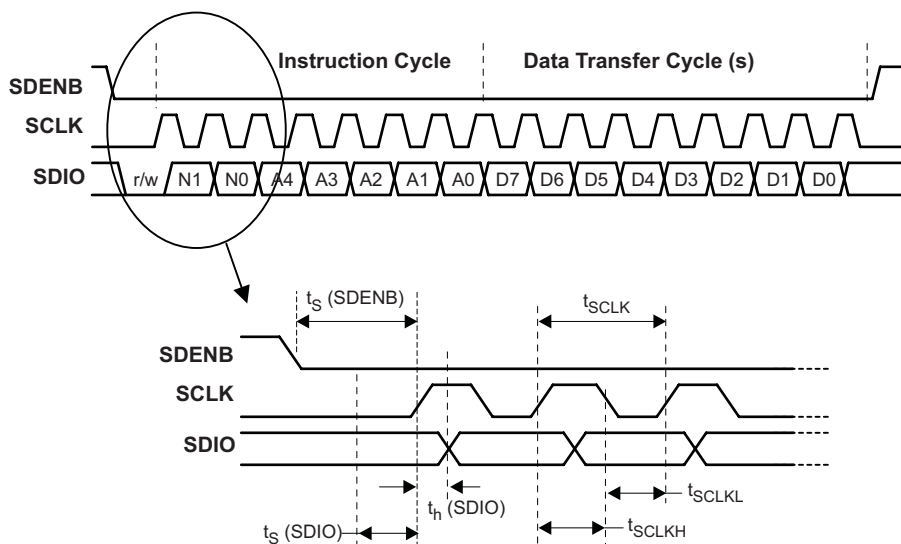 Instruction Cycle Data Transfer Cycle (s)
SDENB
SCLK
SDIO r/w N1 N0 A4 A3 A2 A1 A0 D7 D6 D5 D4 D3 D2 D1 D0
tS (SDENB) tSCLK
SDENB
SCLK
SDIO
th (SDIO) tSCLKL
tS (SDIO) tSCLKH